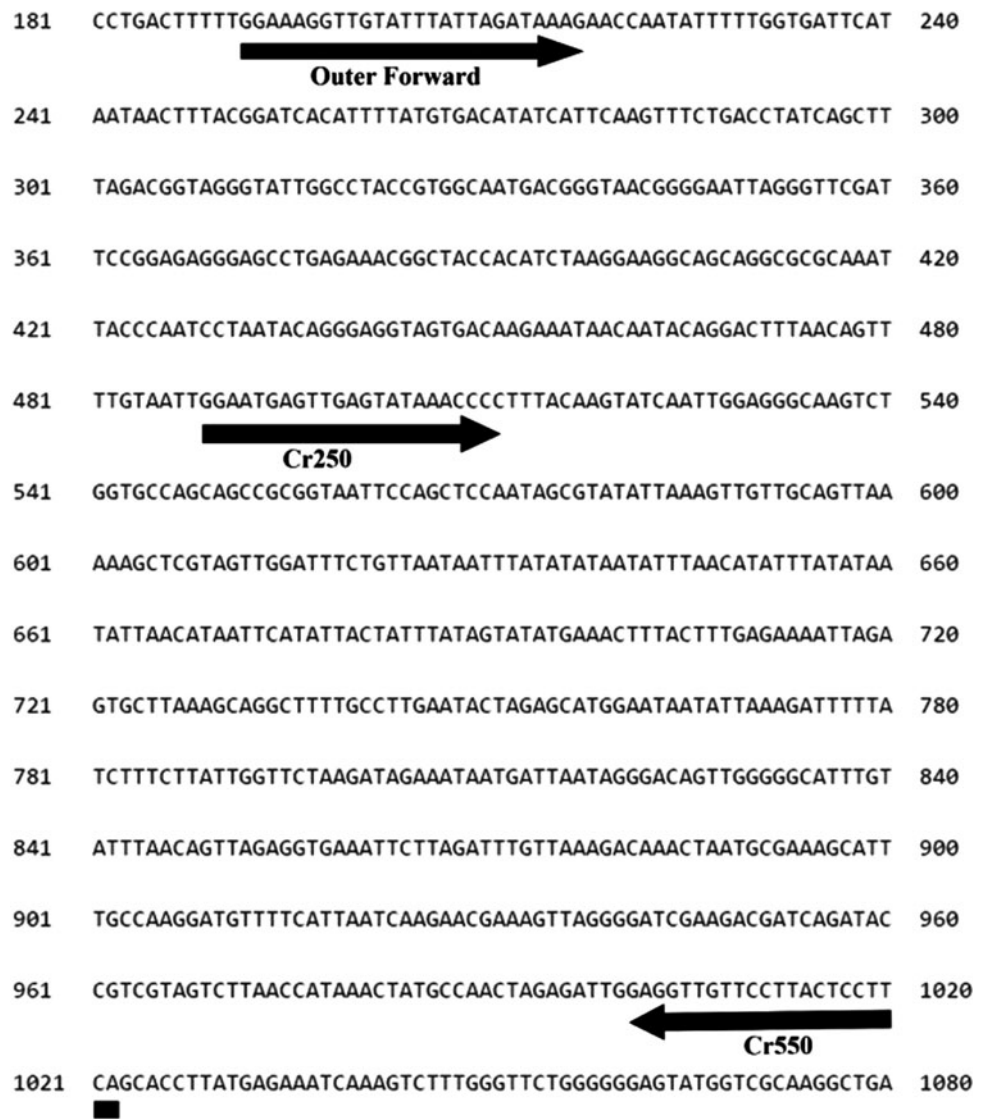 181 CCTGACTTTTTGGAAAGGTTGTATTTATTAGATAAAGAACCAATATTTTTGGTGATTCAT 240
Outer Forward
241 AATAACTTTACGGATCACATTTTATGTGACATATCATTCAAGTTTCTGACCTATCAGCTT 300
301 TAGACGGTAGGGTATTGGCCTACCGTGGCAATGACGGGTAACGGGGAATTAGGGTTCGAT 360
361 TCCGGAGAGGGAGCCTGAGAAACGGCTACCACATCTAAGGAAGGCAGCAGGCGCGCAAAT 420
421 TACCCAATCCTAATACAGGGAGGTAGTGACAAGAAATAACAATACAGGACTTTAACAGTT 480
481 TTGTAATTGGAATGAGTTGAGTATAAACCCCTTTACAAGTATCAATTGGAGGGCAAGTCT 540
Cr250
541 GGTGCCAGCAGCCGCGGTAATTCCAGCTCCAATAGCGTATATTAAAGTTGTTGCAGTTAA 600
601 AAAGCTCGTAGTTGGATTTCTGTTAATAATTTATATATAATATTTAACATATTTATATAA 660
661 TATTAACATAATTCATATTACTATTTATAGTATATGAAACTTTACTTTGAGAAAATTAGA 720
721 GTGCTTAAAGCAGGCTTTTGCCTTGAATACTAGAGCATGGAATAATATTAAAGATTTTTA 780
781 TCTTTCTTATTGGTTCTAAGATAGAAATAATGATTAATAGGGACAGTTGGGGGCATTTGT 840
841 ATTTAACAGTTAGAGGTGAAATTCTTAGATTTGTTAAAGACAAACTAATGCGAAAGCATT 900
901 TGCCAAGGATGTTTTCATTAATCAAGAACGAAAGTTAGGGGATCGAAGACGATCAGATAC 960
961 CGTCGTAGTCTTAACCATAAACTATGCCAACTAGAGATTGGAGGTTGTTCCTTACTCCTT 1020
Cr550
1021 CAGCACCTTATGAGAAATCAAAGTCTTTGGGTTCTGGGGGGAGTATGGTCGCAAGGCTGA 1080